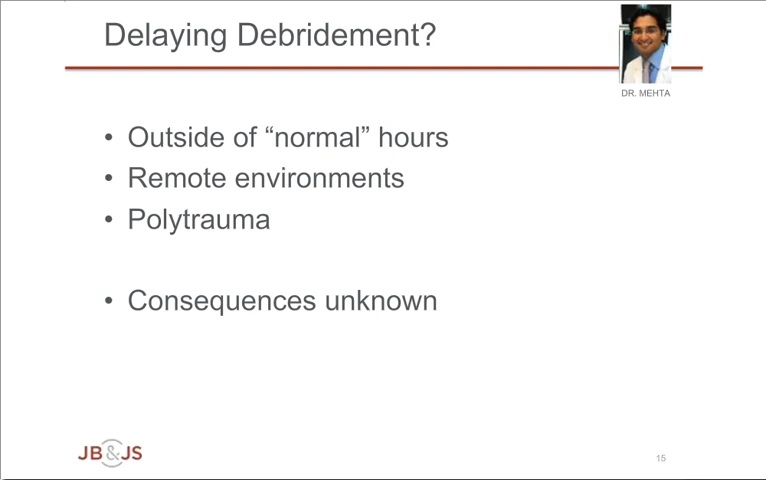 Delaying Debridement?
DR. MEHTA
• Outside of “normal” hours
• Remote environments
• Polytrauma
• Consequences unknown
JB&JS
15